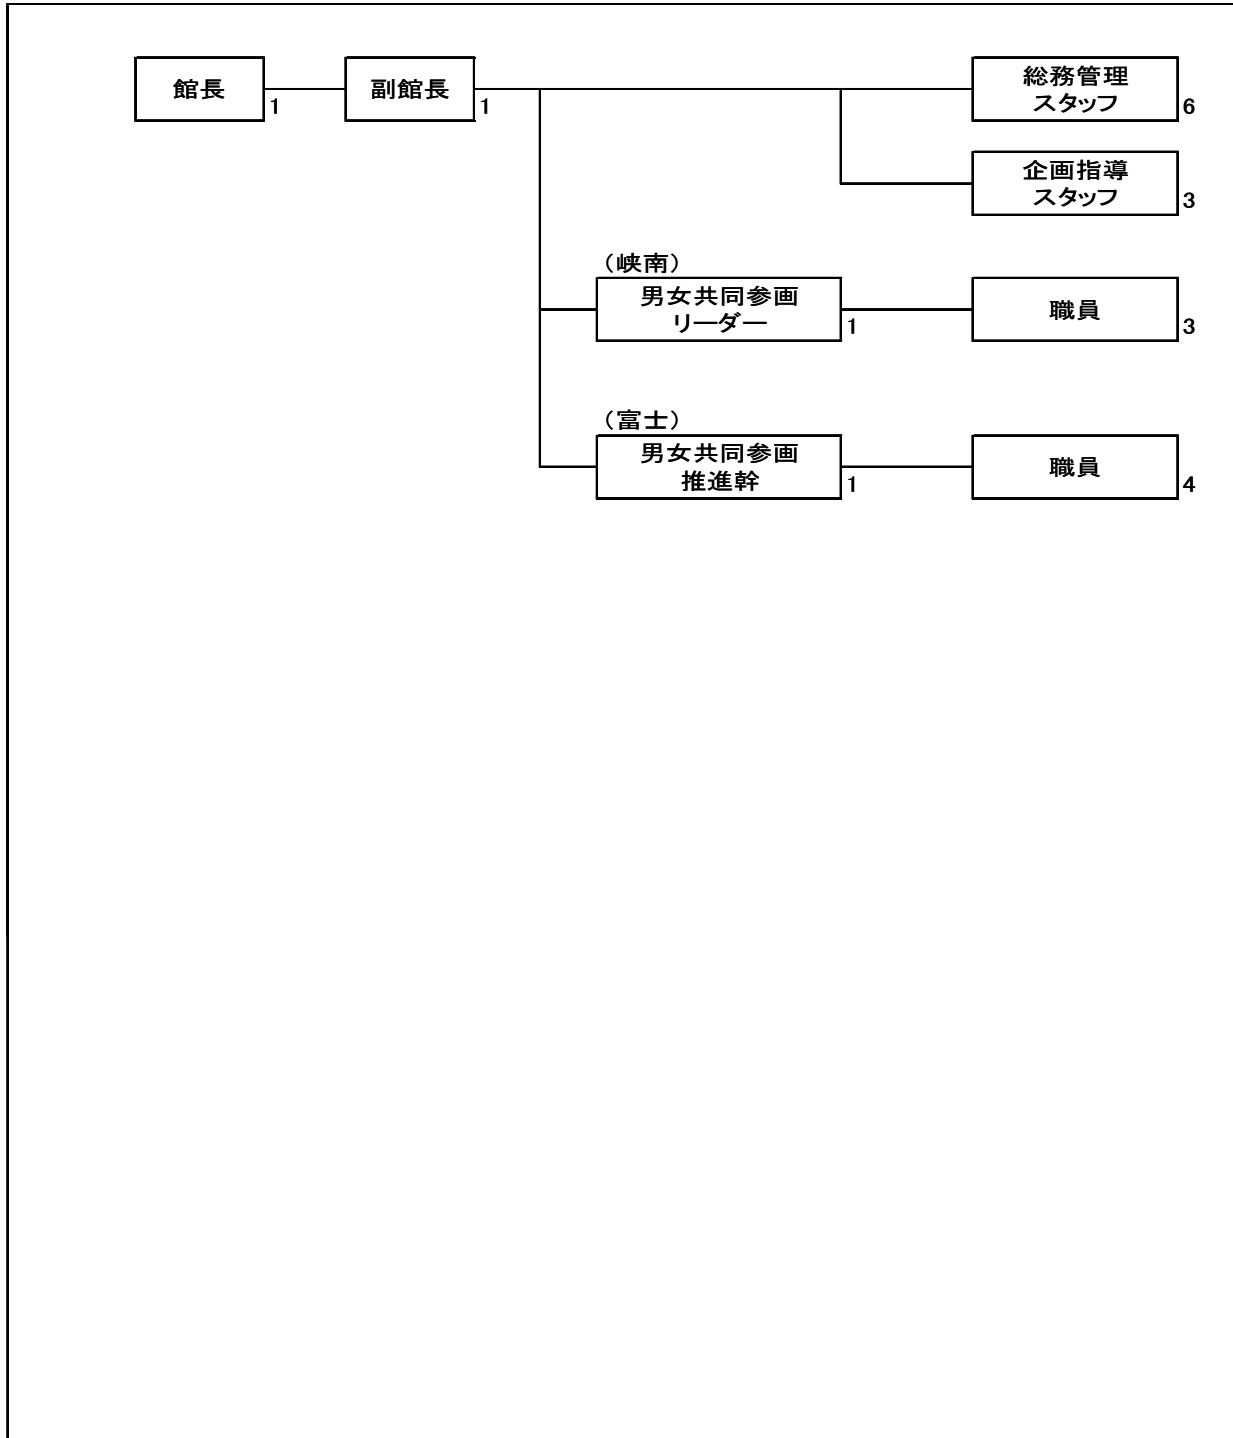 館長
1
副館長
1
総務管理
スタッフ
6
企画指導
スタッフ
3
（峡南）
男女共同参画
リーダー
1
職員
3
（富士）
男女共同参画
推進幹
1
職員
4